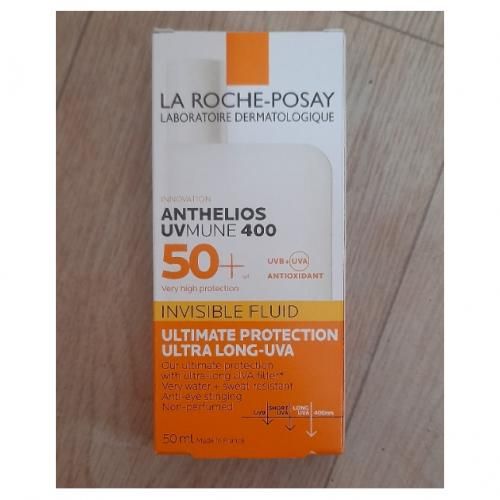 LA ROCHE-POSAY
LABORATOIRE DERMATOLOGIQUE
INNOVATION
ANTHELIOS
UVMUNE 400
50+
Very high protection
UVB+UVA
ANTIOXIDANT
INVISIBLE FLUID
ULTIMATE PROTECTION
ULTRA LONG-UVA
Our ultimate protection
with ultra-long UVA filter*
Very water + sweat resistant
Anti-eye stinging
Non-perfumed
UVB SHORT UVA LONG UVA 400nm
50 ml Made in France